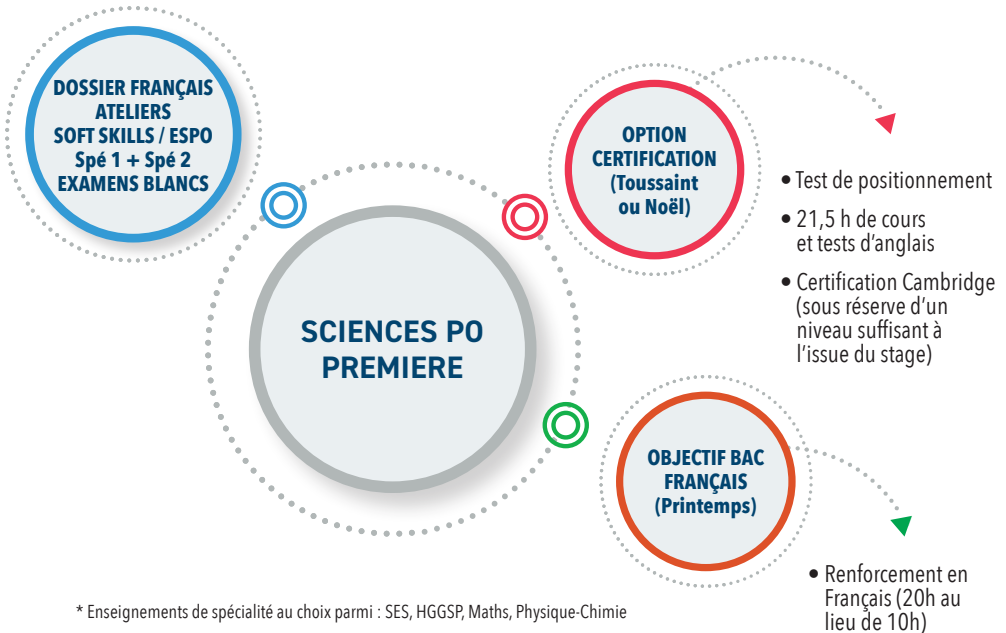 DOSSIER FRANÇAIS
ATELIERS
SOFT SKILLS / ESPO
Spé 1 + Spé 2
EXAMENS BLANCS
SCIENCES PO
PREMIERE
OPTION
CERTIFICATION
(Toussaint
ou Noël)
• Test de positionnement
• 21,5 h de cours
et tests d'anglais
• Certification Cambridge
(sous réserve d'un
niveau suffisant à
l'issue du stage)
OBJECTIF BAC
FRANÇAIS
(Printemps)
• Renforcement en
Français (20h au
lieu de 10h)
* Enseignements de spécialité au choix parmi : SES, HGGSP, Maths, Physique-Chimie